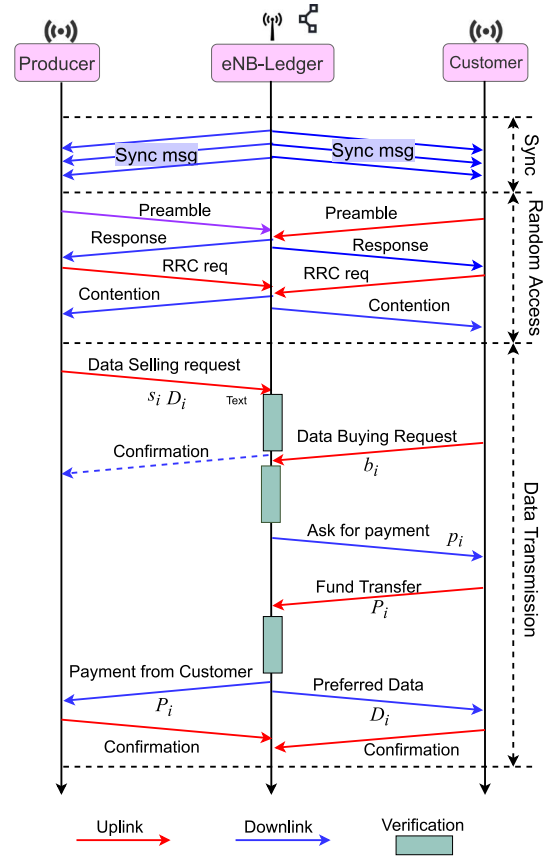 Producer
eNB-Ledger
Customer
Sync msg
Sync msg
Sync
Preamble
Preamble
Response
Response
RRC req
RRC req
Contention
Contention
Random Access
Data Selling request
s_i D_i
Text
Data Buying Request
b_i
Confirmation
Ask for payment
p_i
Fund Transfer
P_i
Payment from Customer
P_i
Preferred Data
D_i
Confirmation
Confirmation
Data Transmission
Uplink
Downlink
Verification